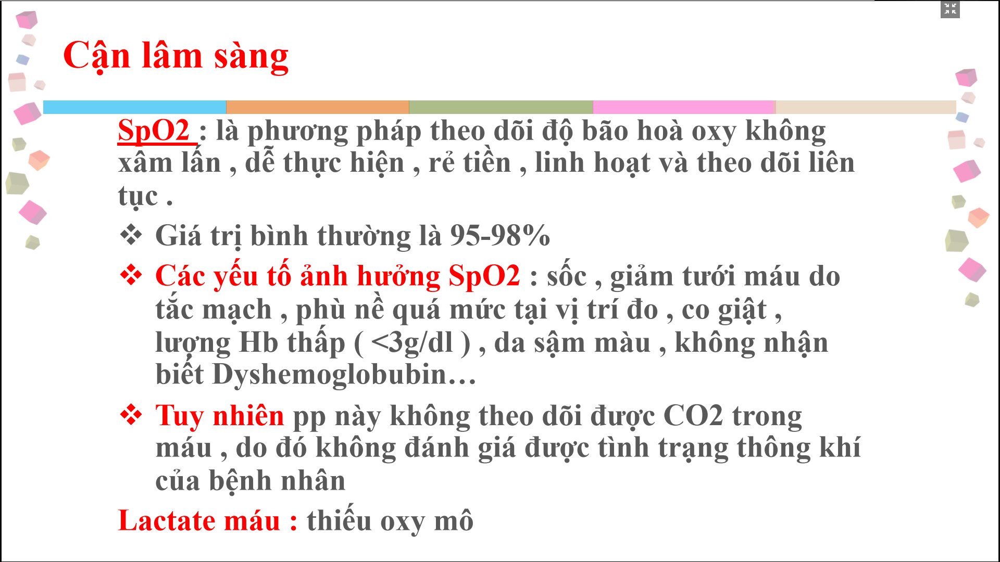 Cận lâm sàng
SpO2 : là phương pháp theo dõi độ bão hoà oxy không
xâm lấn , dễ thực hiện , rẻ tiền , linh hoạt và theo dõi liên
tục .
❖ Giá trị bình thường là 95-98%
❖ Các yếu tố ảnh hưởng SpO2 : sốc , giảm tưới máu do
tắc mạch , phù nề quá mức tại vị trí đo , co giật ,
lượng Hb thấp ( <3g/dl ) , da sậm màu , không nhận
biết Dyshemoglobubin…
❖ Tuy nhiên pp này không theo dõi được CO2 trong
máu , do đó không đánh giá được tình trạng thông khí
của bệnh nhân
Lactate máu : thiếu oxy mô